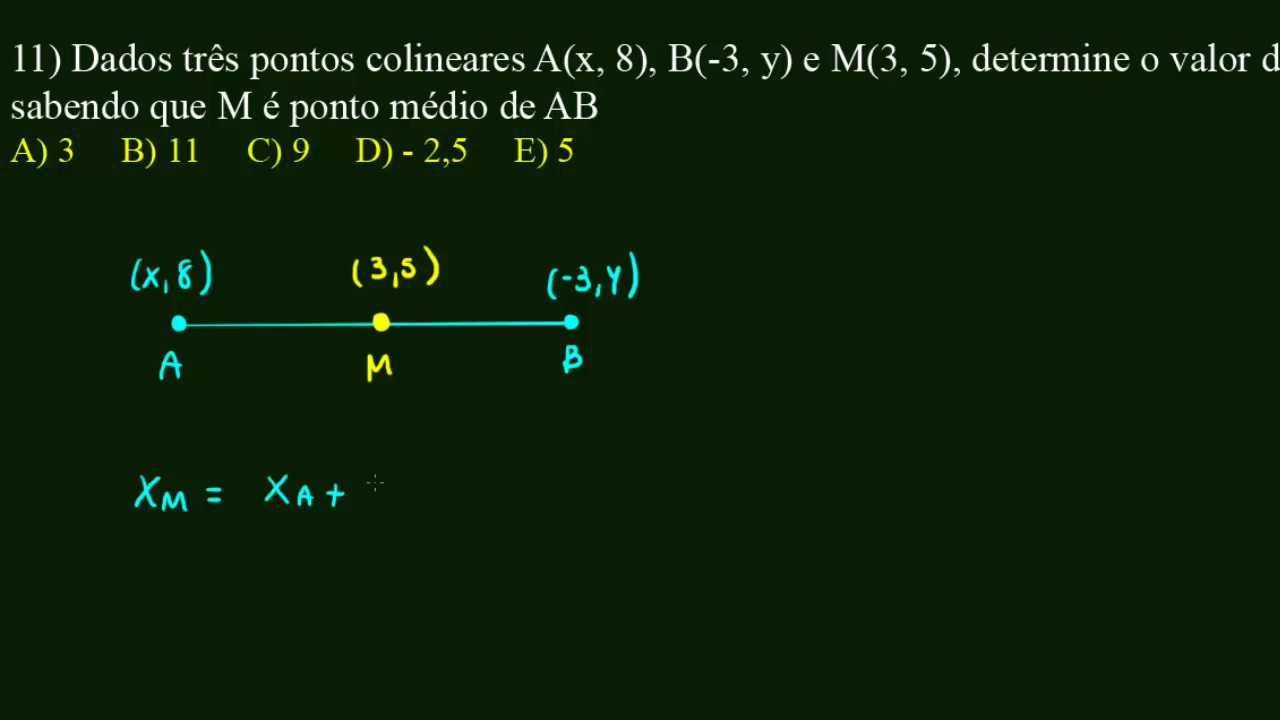 11) Dados três pontos colineares A(x, 8), B(-3, y) e M(3, 5), determine o valor d
sabendo que M é ponto médio de AB
A) 3 B) 11 C) 9 D) - 2,5 E) 5
(x,8) (3,5) (-3,Y)
A M B
XM = XA +